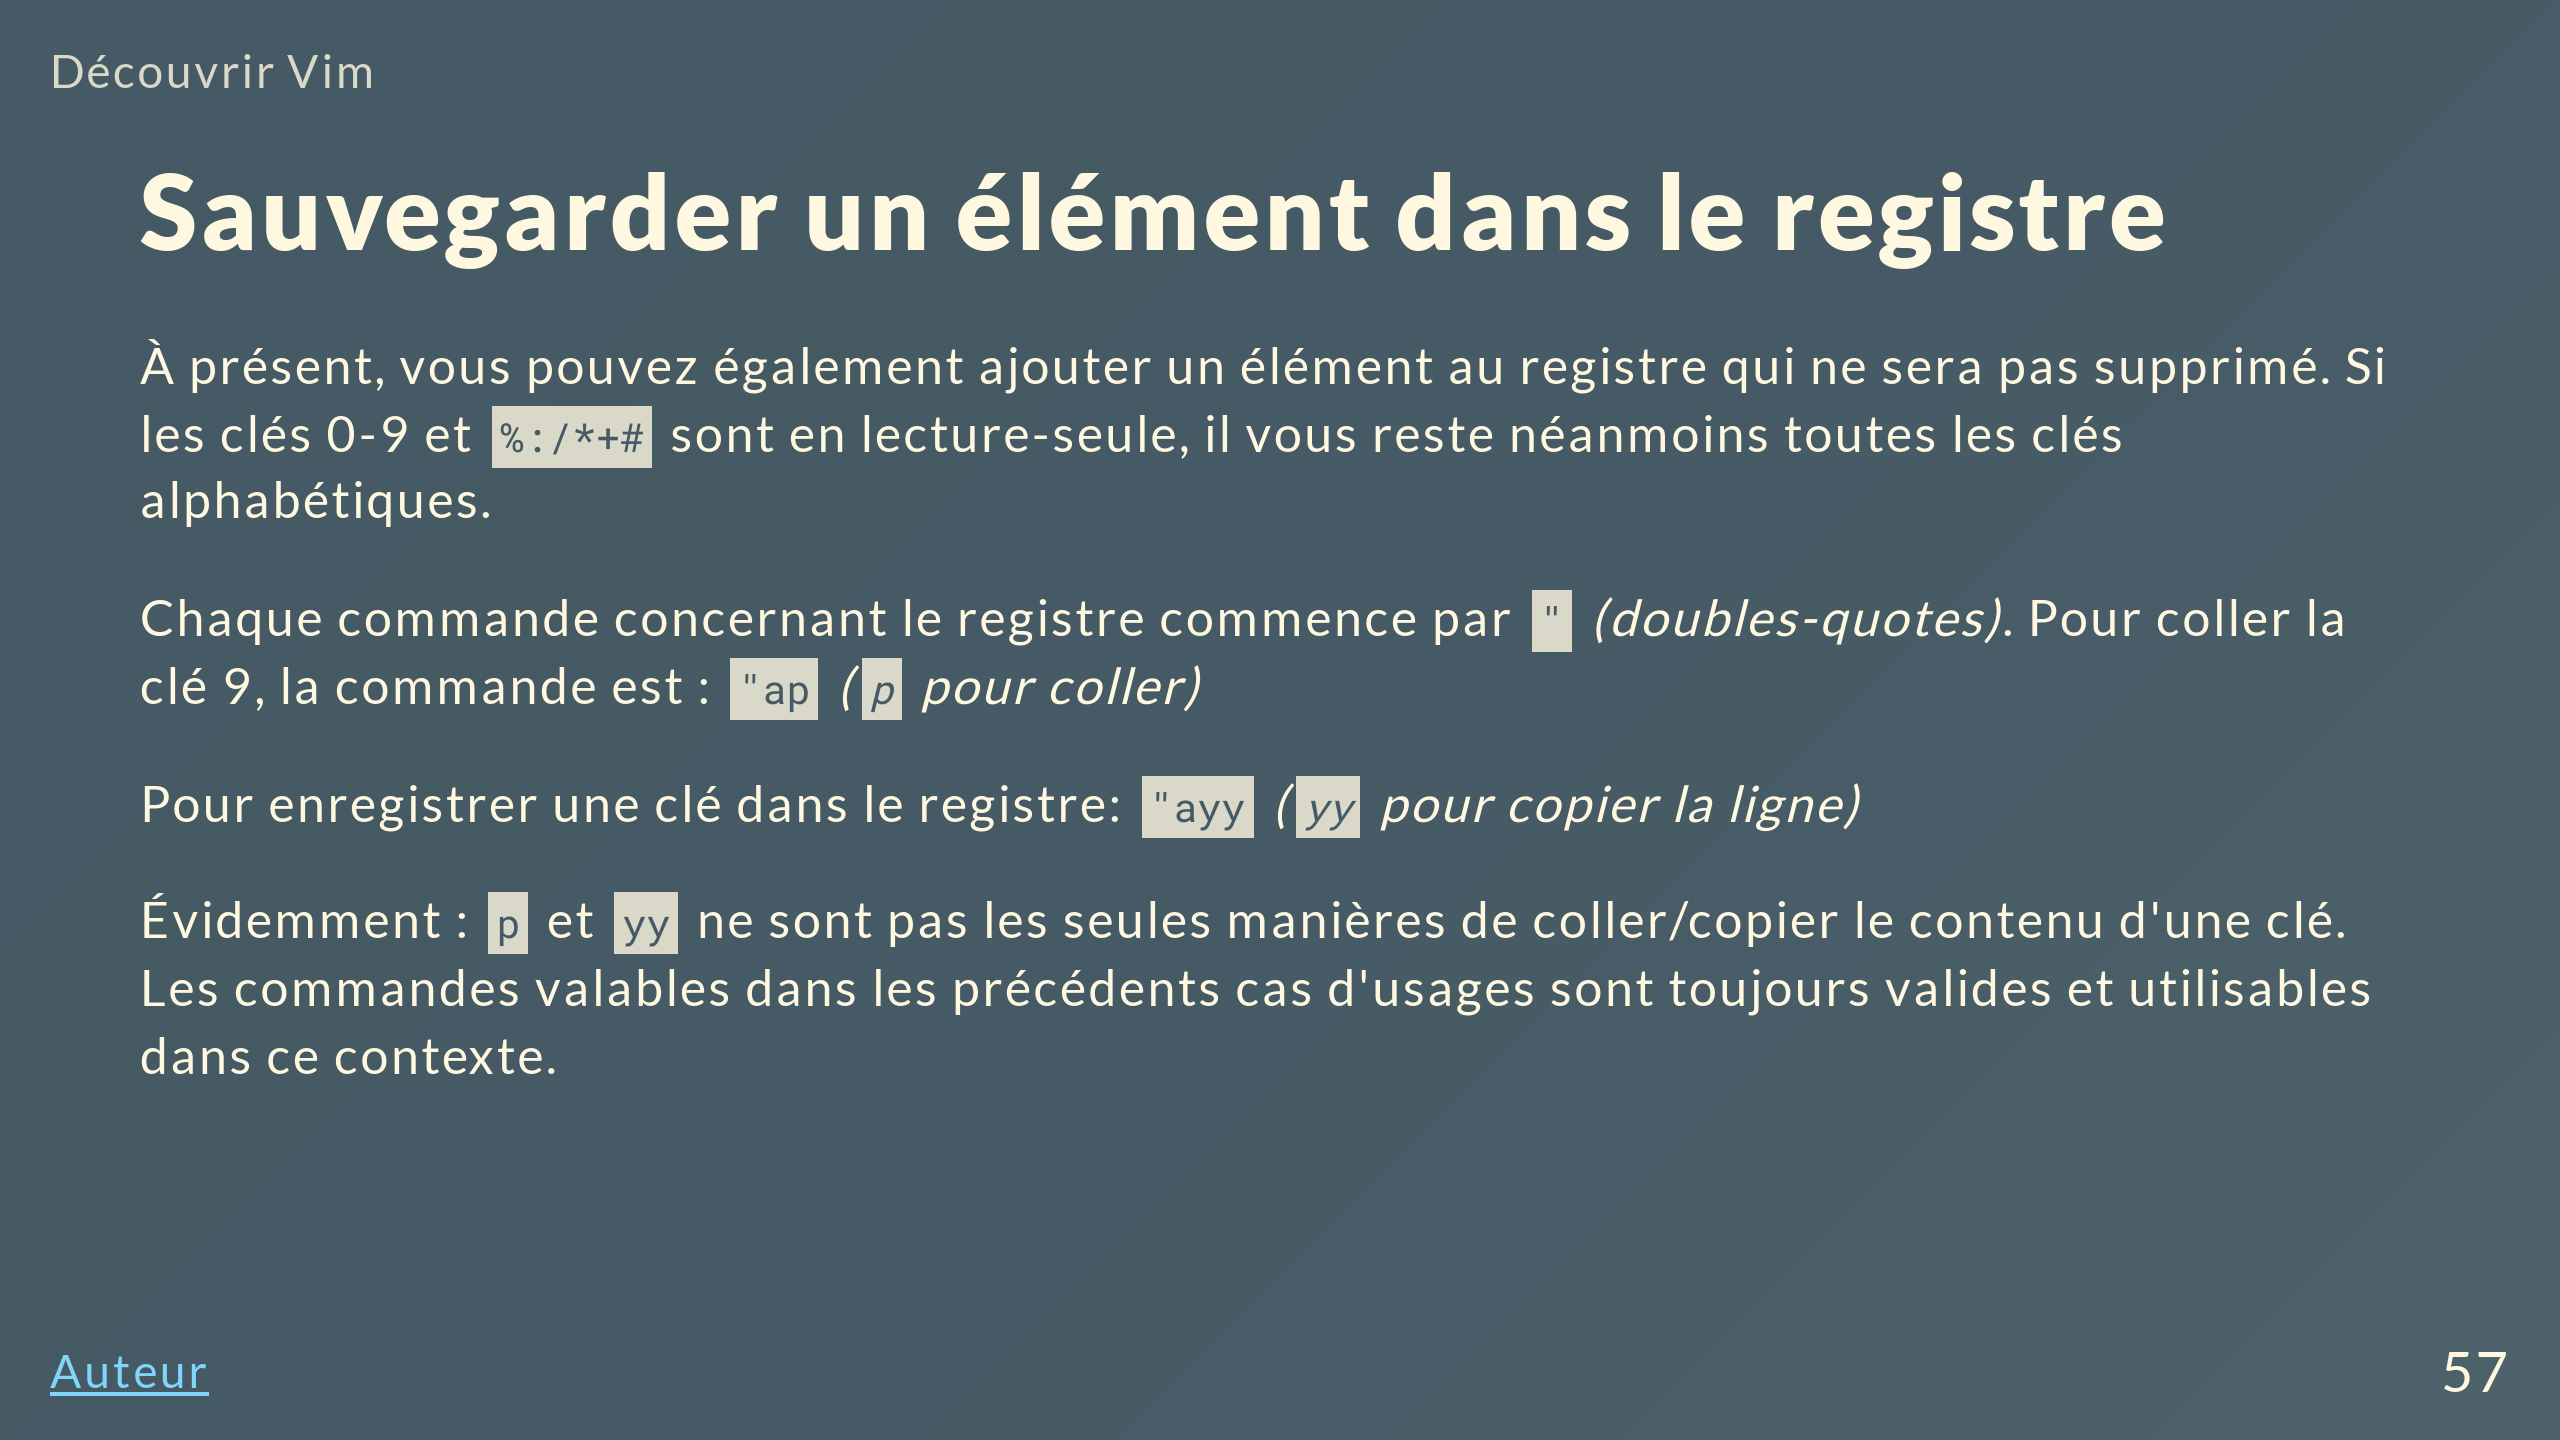 Découvrir Vim
Sauvegarder un élément dans le registre
À présent, vous pouvez également ajouter un élément au registre qui ne sera pas supprimé. Si
les clés 0-9 et %:/*+# sont en lecture-seule, il vous reste néanmoins toutes les clés
alphabétiques.
Chaque commande concernant le registre commence par " (doubles-quotes). Pour coller la
clé 9, la commande est : "ap (p pour coller)
Pour enregistrer une clé dans le registre: "ayy (yy pour copier la ligne)
Évidemment : p et yy ne sont pas les seules manières de coller/copier le contenu d'une clé.
Les commandes valables dans les précédents cas d'usages sont toujours valides et utilisables
dans ce contexte.
Auteur
57